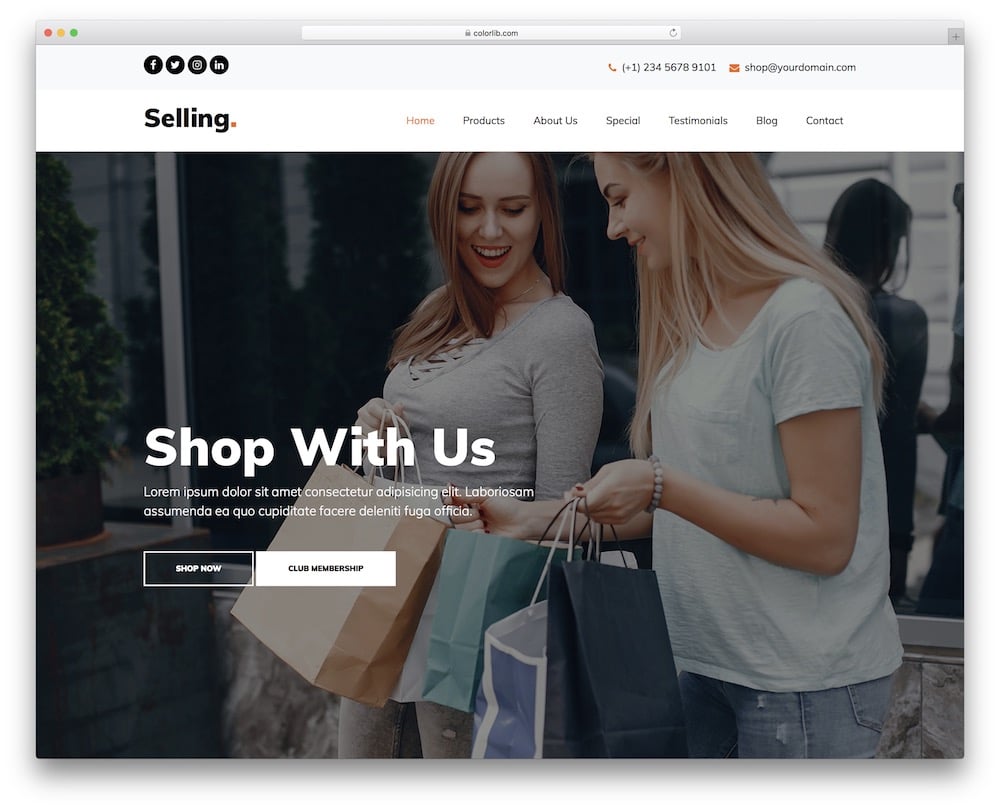 colorlib.com
(+1) 234 5678 9101 shop@yourdomain.com
Selling.
Home Products About Us Special Testimonials Blog Contact
Shop With Us
Lorem ipsum dolor sit amet consectetur adipisicing elit. Laboriosam
assumenda ea quo cupiditate facere deleniti fuga officia.
SHOP NOW CLUB MEMBERSHIP